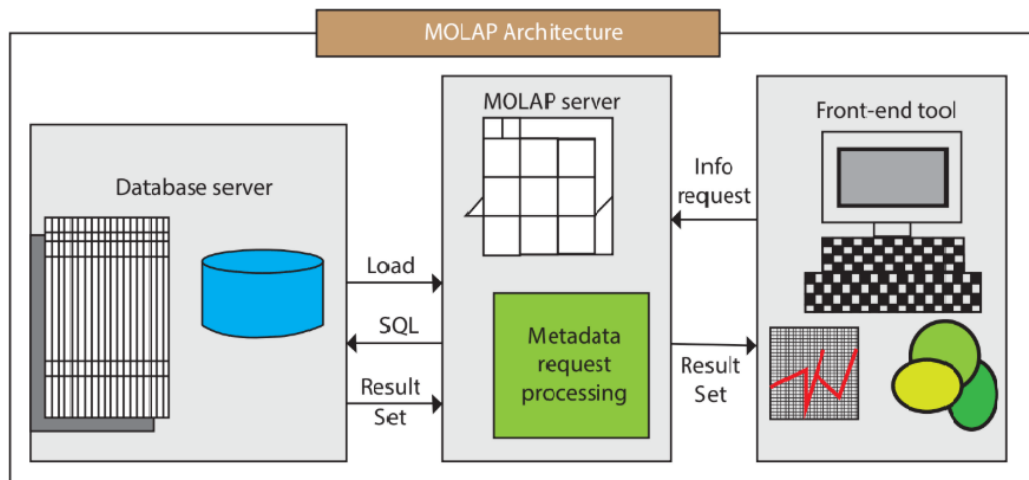 MOLAP Architecture
Database server
Load
SQL
Result
Set
MOLAP server
Metadata
request
processing
Info
request
Result
Set
Front-end tool